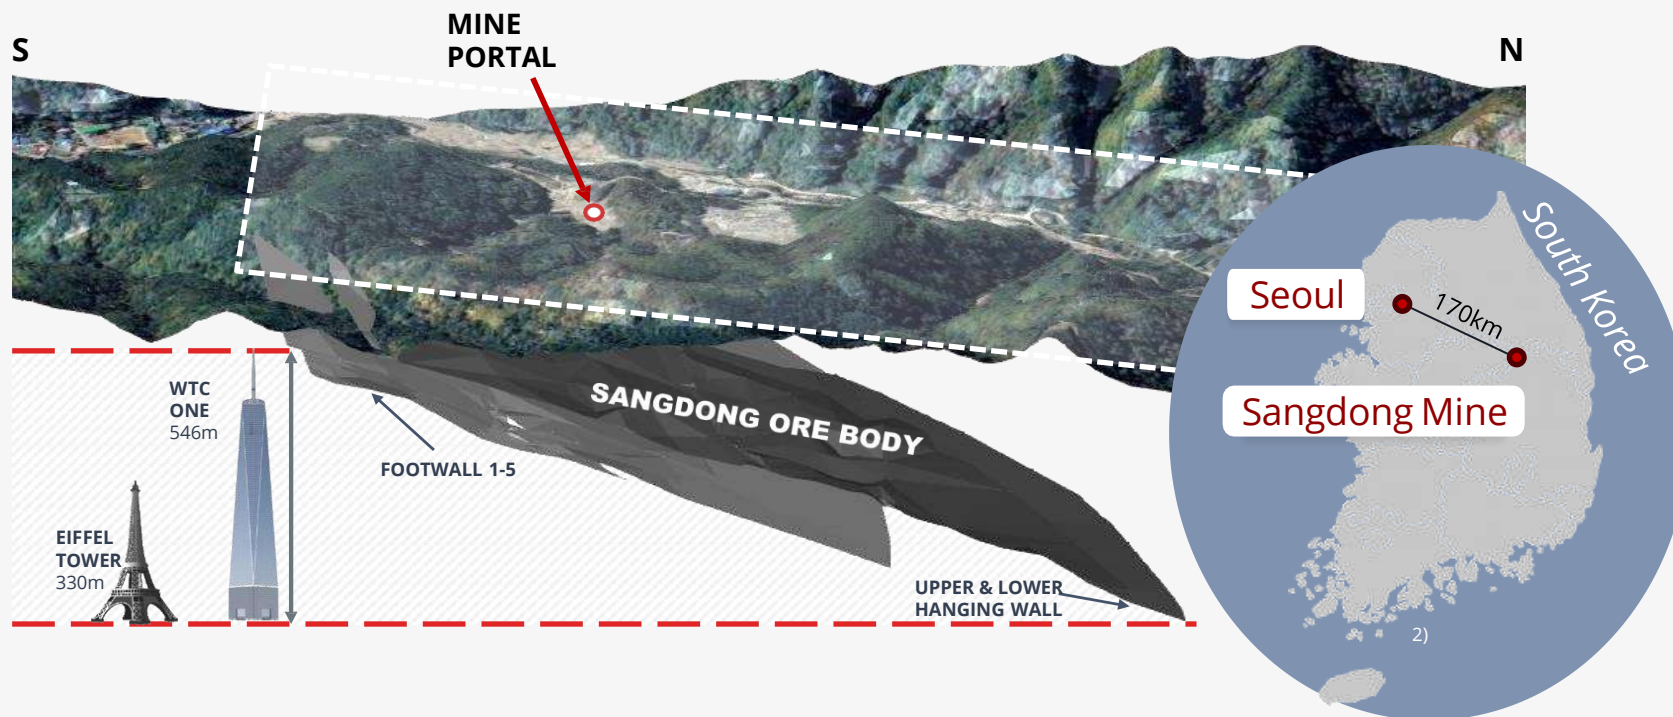 MINE
PORTAL
S
N
South Korea
Seoul
170km
Sangdong Mine
WTC
ONE
546m
SANGDONG ORE BODY
FOOTWALL 1-5
EIFFEL
TOWER
330m
UPPER & LOWER
HANGING WALL
2)